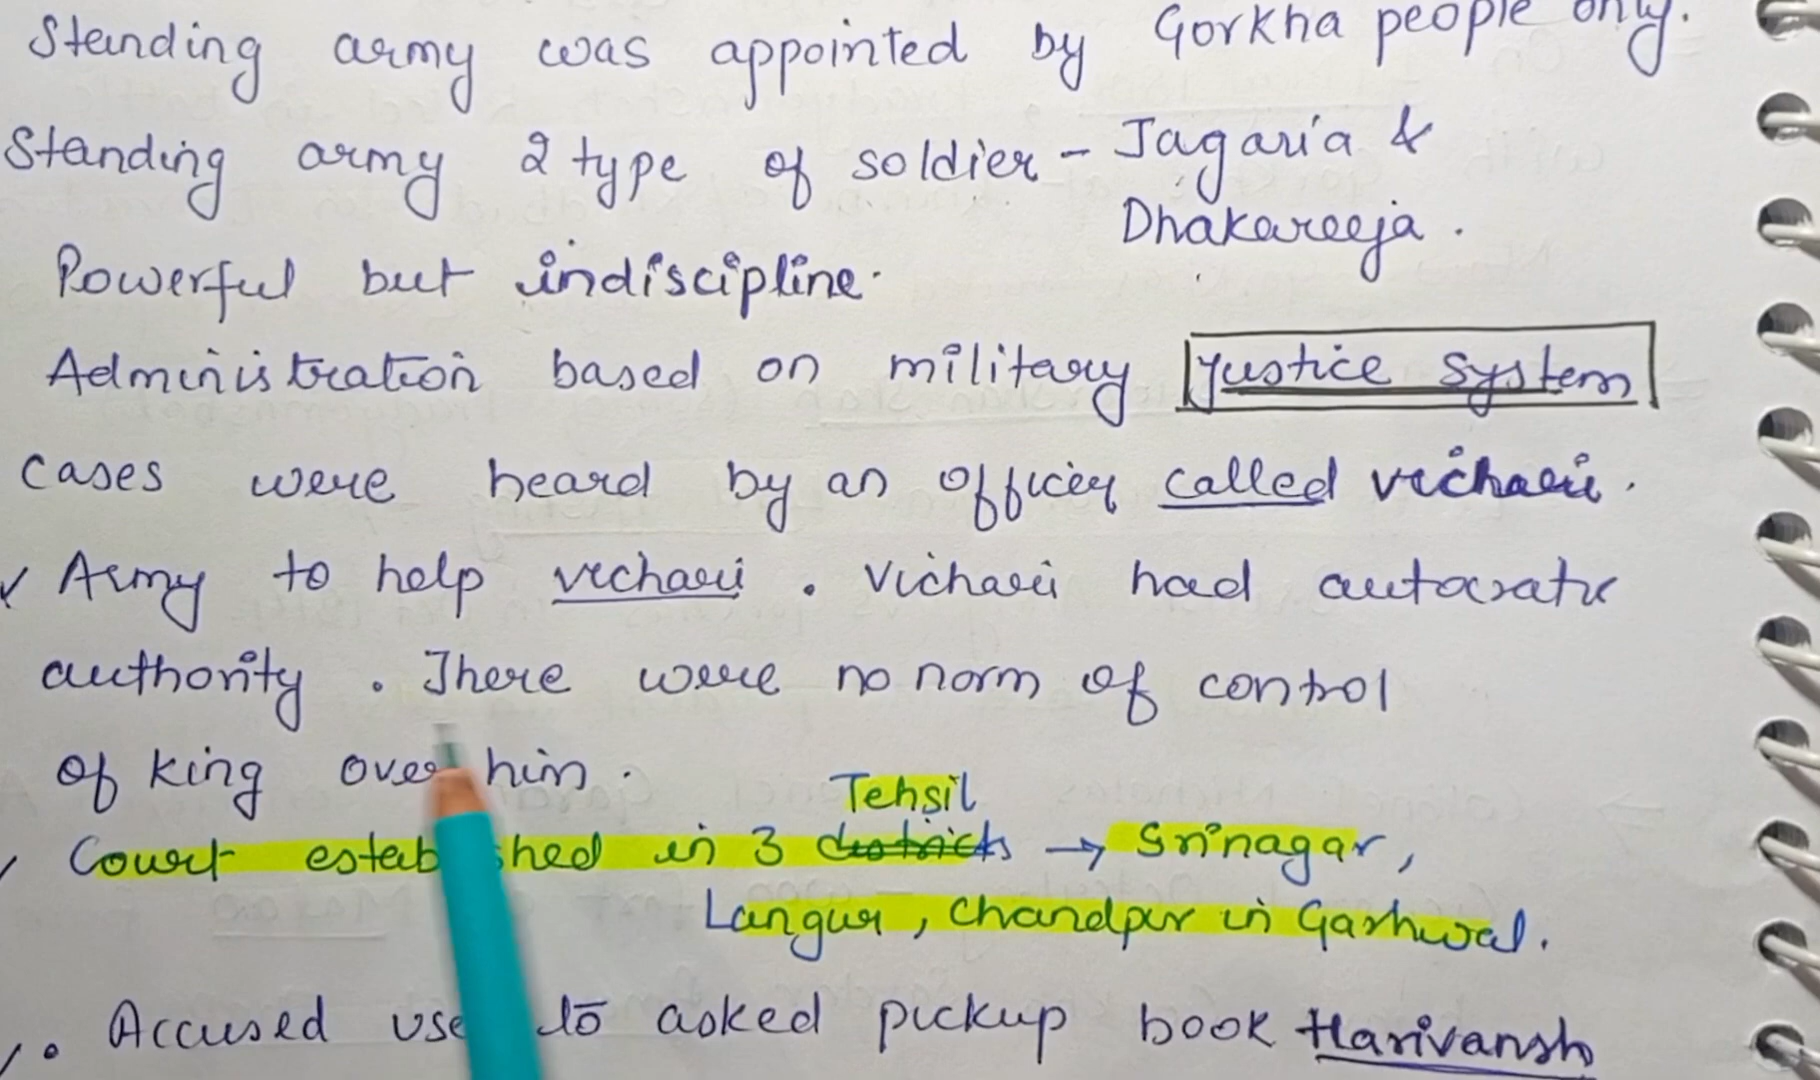 Standing army was appointed by Gorkha people only.
Standing army 2 type of soldier - Jagaria &
Dhakareeja.
Powerful but indiscipline.
Administration based on military justice system
Cases were heard by an officer called vichari.
Army to help vichari. Vichari had autocratic
authority. There were no norm of control
of king over him.
Tehsil
Court established in 3 districts → Srinagar,
Langur, Chandpur in Garhwal.
Accused use to asked pickup book Harivansh